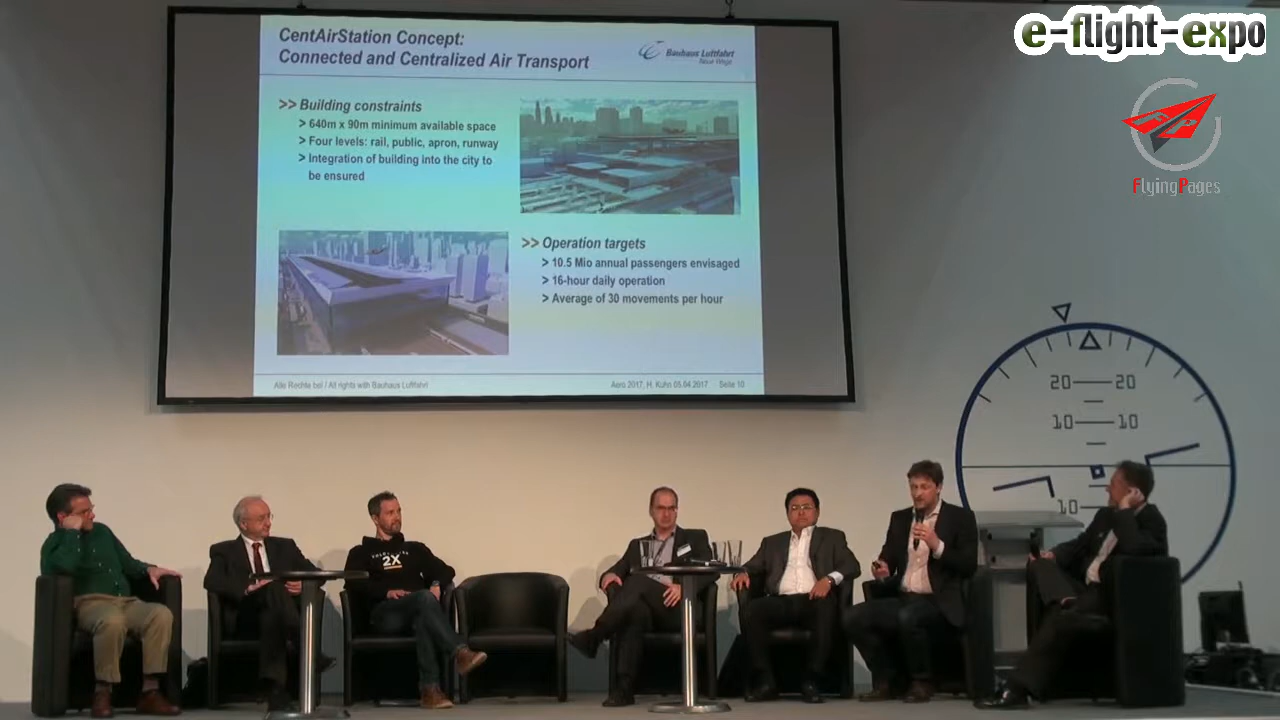 e-flight-expo
FlyingPages
CentAirStation Concept:
Connected and Centralized Air Transport
Bauhaus Luftfahrt
Neue Wege
>> Building constraints
> 640m x 90m minimum available space
> Four levels: rail, public, apron, runway
> Integration of building into the city to
be ensured
>> Operation targets
> 10.5 Mio annual passengers envisaged
> 16-hour daily operation
> Average of 30 movements per hour
Alle Rechte bei / All rights with Bauhaus Luftfahrt
Aero 2017, H. Kuhn 05.04.2017 Seite 10
20 20
10 10
10
2X